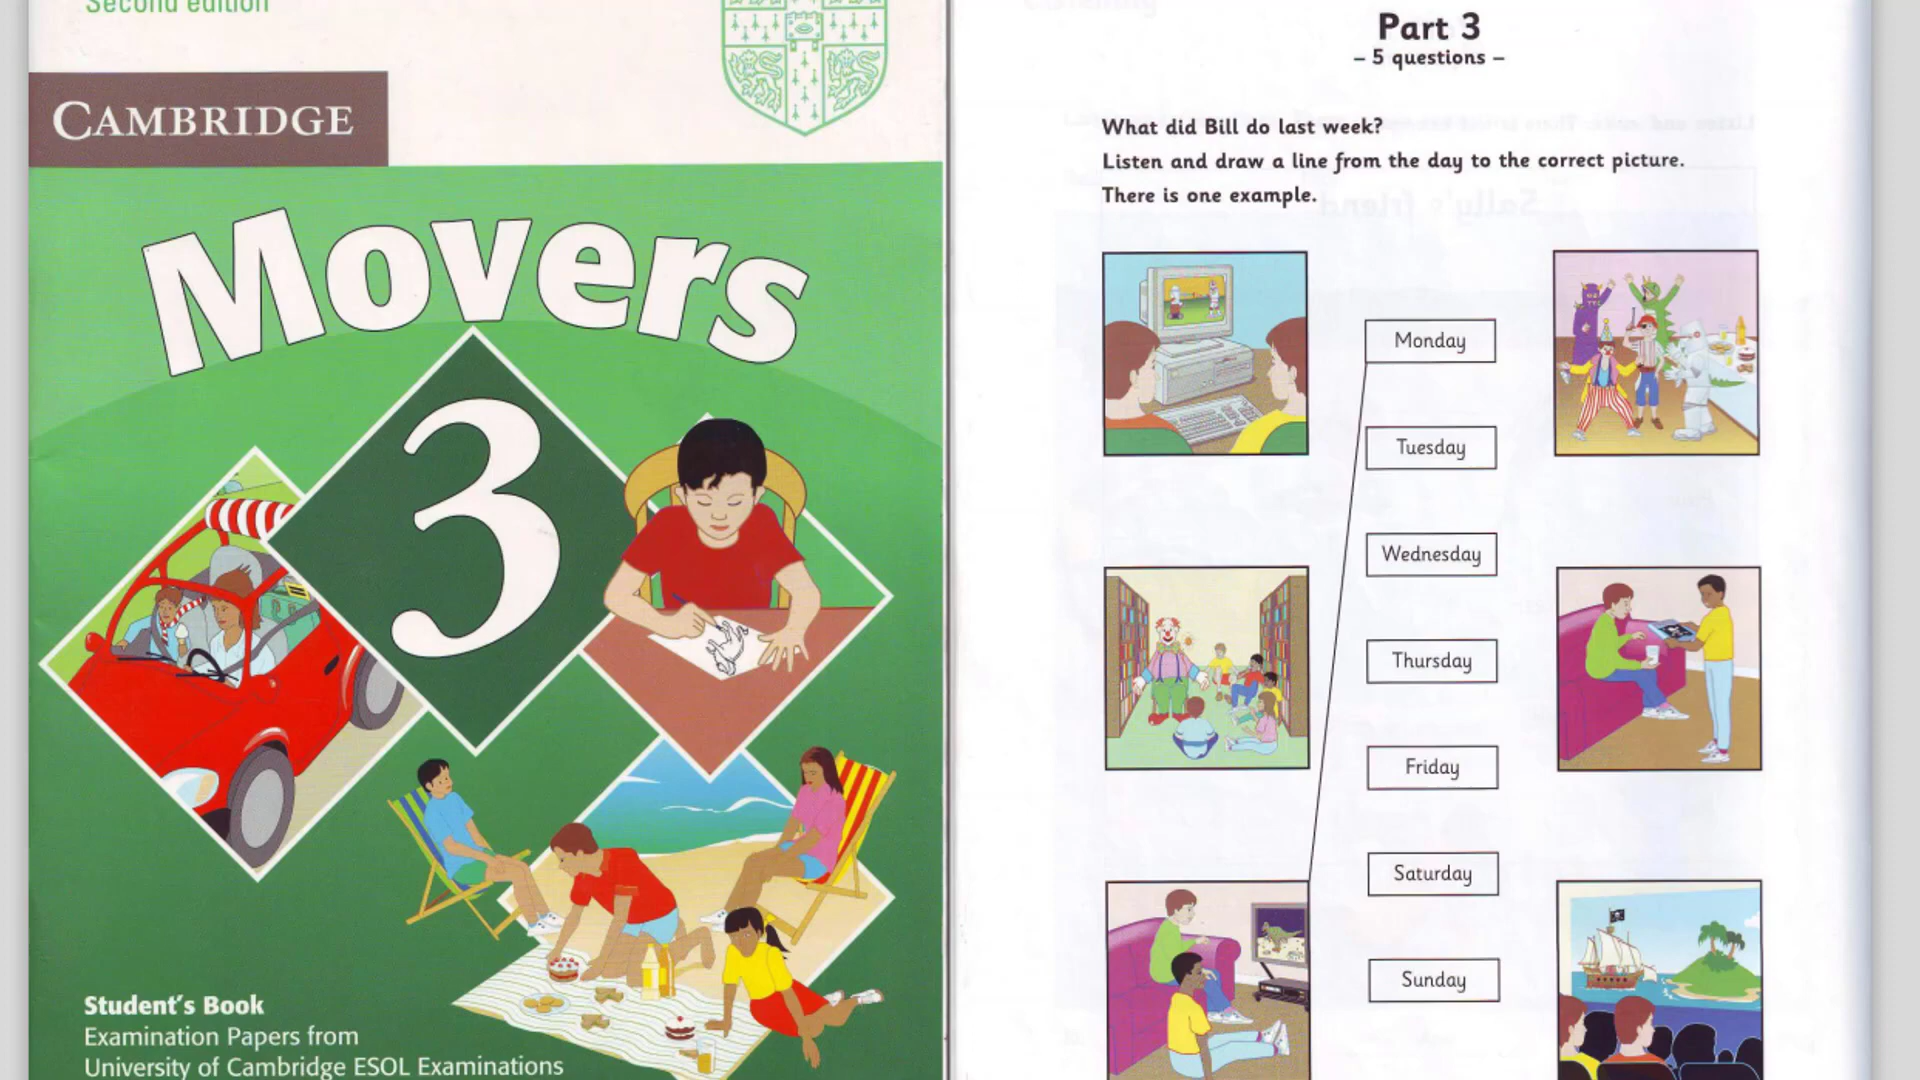 Second edition
CAMBRIDGE
Movers
3
Student's Book
Examination Papers from
University of Cambridge ESOL Examinations
Part 3
– 5 questions –
What did Bill do last week?
Listen and draw a line from the day to the correct picture.
There is one example.
Monday
Tuesday
Wednesday
Thursday
Friday
Saturday
Sunday